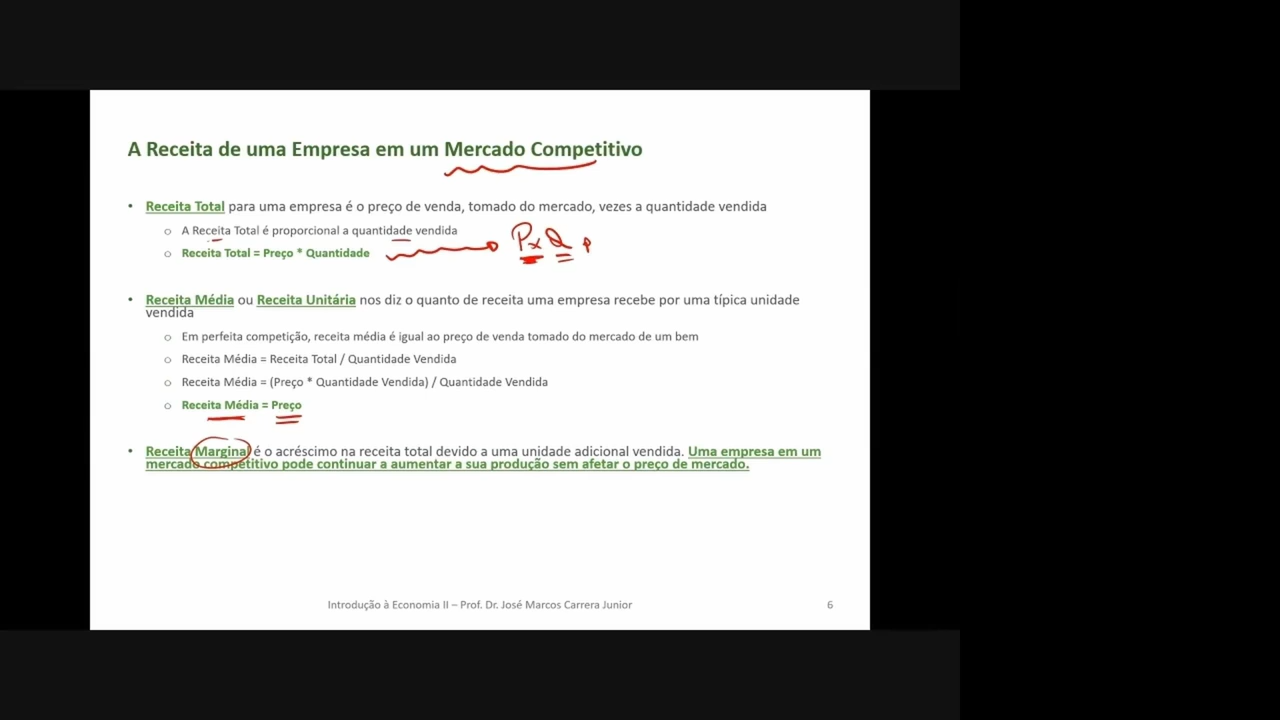 A Receita de uma Empresa em um Mercado Competitivo
• Receita Total para uma empresa é o preço de venda, tomado do mercado, vezes a quantidade vendida
o A Receita Total é proporcional a quantidade vendida
o Receita Total = Preço * Quantidade
P x Q
• Receita Média ou Receita Unitária nos diz o quanto de receita uma empresa recebe por uma típica unidade
vendida
o Em perfeita competição, receita média é igual ao preço de venda tomado do mercado de um bem
o Receita Média = Receita Total / Quantidade Vendida
o Receita Média = (Preço * Quantidade Vendida) / Quantidade Vendida
o Receita Média = Preço
• Receita Marginal é o acréscimo na receita total devido a uma unidade adicional vendida. Uma empresa em um
mercado competitivo pode continuar a aumentar a sua produção sem afetar o preço de mercado.
Introdução à Economia II – Prof. Dr. José Marcos Carrera Junior
6